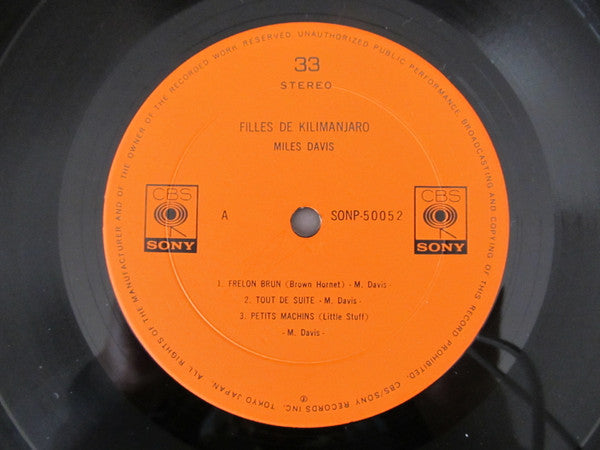 ALL RIGHTS OF THE MANUFACTURER AND OF THE OWNER OF THE RECORDED WORK RESERVED. UNAUTHORIZED PUBLIC PERFORMANCE, BROADCASTING AND COPYING OF THIS RECORD PROHIBITED. CBS/SONY RECORDS INC. TOKYO JAPAN.
33
STEREO
FILLES DE KILIMANJARO
MILES DAVIS
CBS
SONY
A
SONP-50052
CBS
SONY
1. FRELON BRUN (Brown Hornet) - M. Davis -
2. TOUT DE SUITE - M. Davis -
3. PETITS MACHINS (Little Stuff)
- M. Davis -
℗